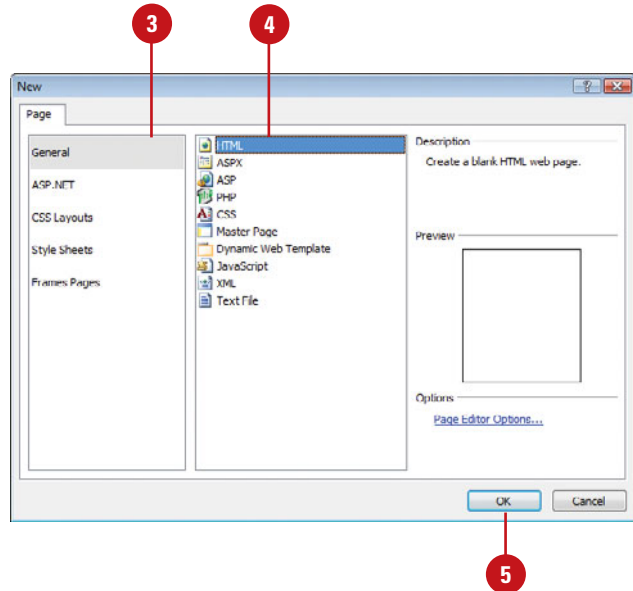 3
4
New
Page
General
ASP.NET
CSS Layouts
Style Sheets
Frames Pages
HTML
ASPX
ASP
PHP
CSS
Master Page
Dynamic Web Template
JavaScript
XML
Text File
Description
Create a blank HTML web page.
Preview
Options
Page Editor Options...
OK
Cancel
5